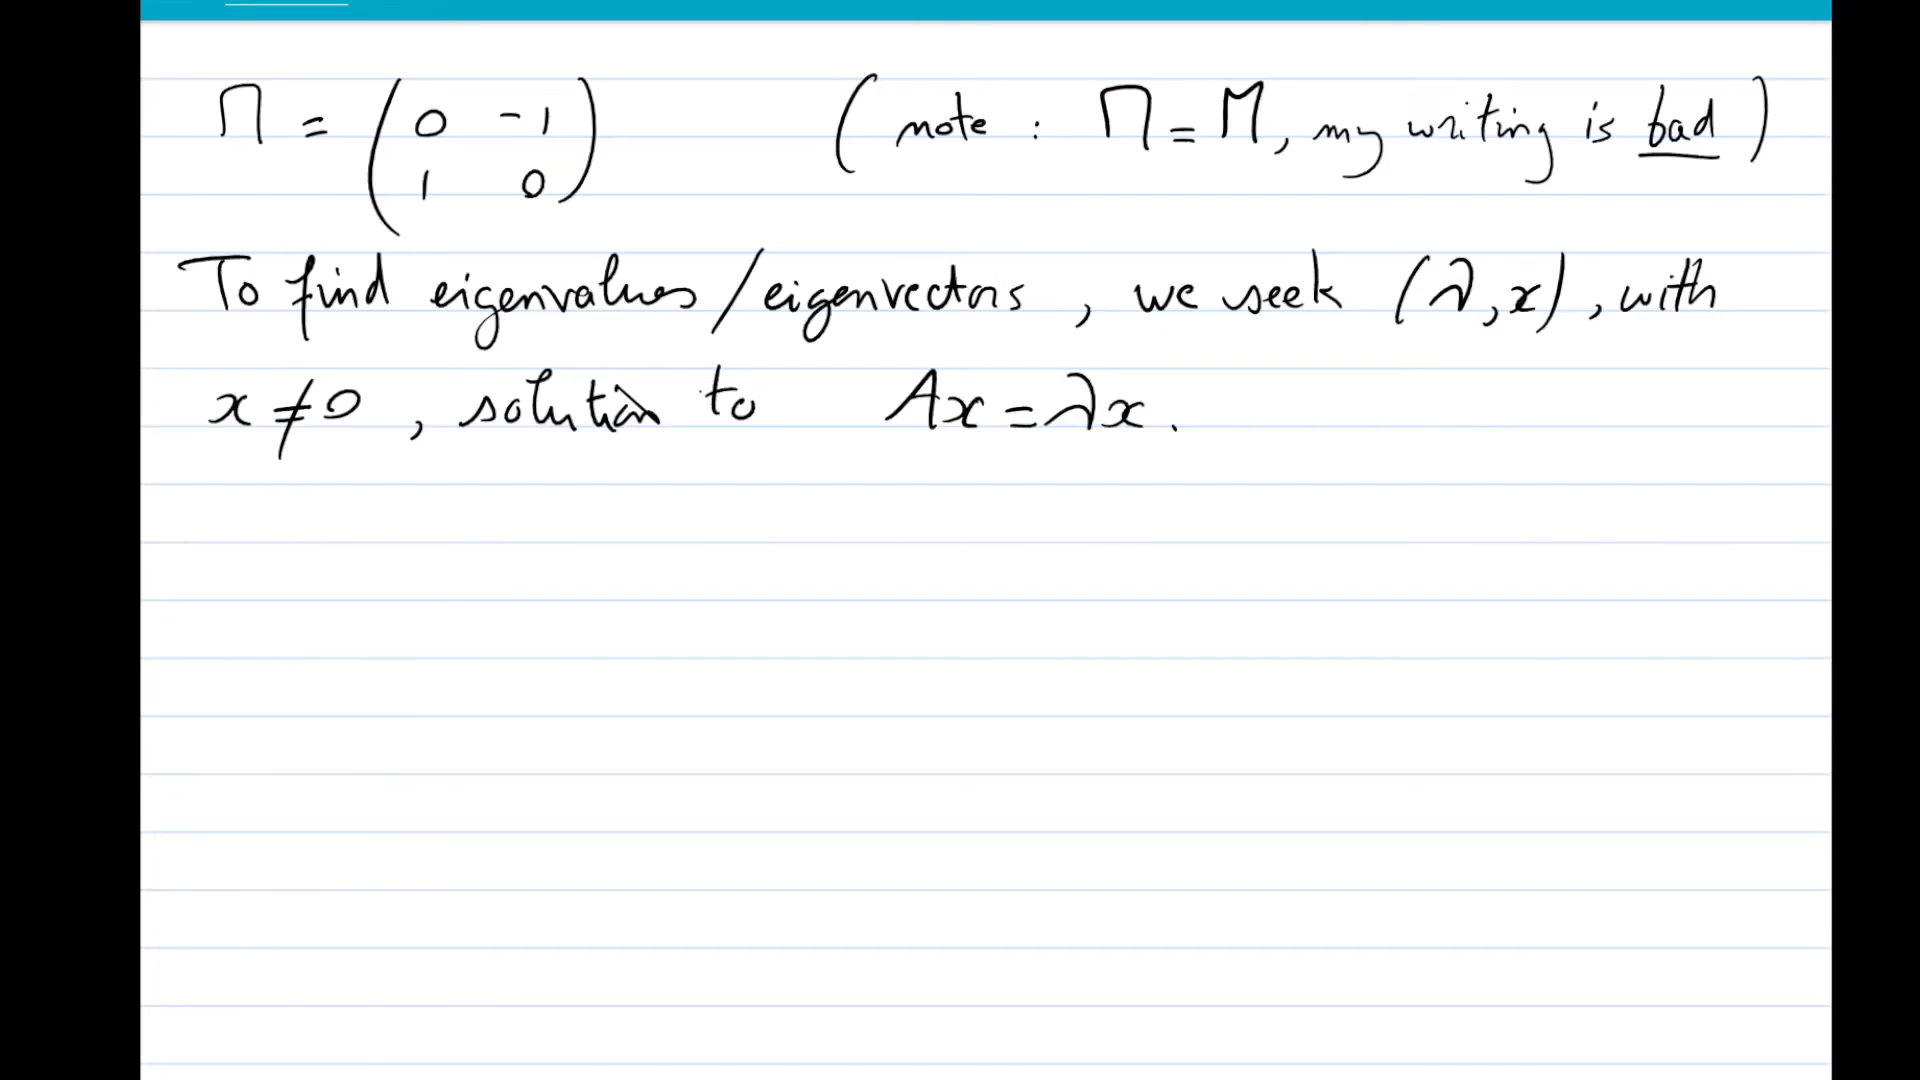 M = ( 0 -1
1 0 ) (note : M = M, my writing is bad)
To find eigenvalues/eigenvectors, we seek (λ, x), with
x ≠ 0, solution to Ax = λx.